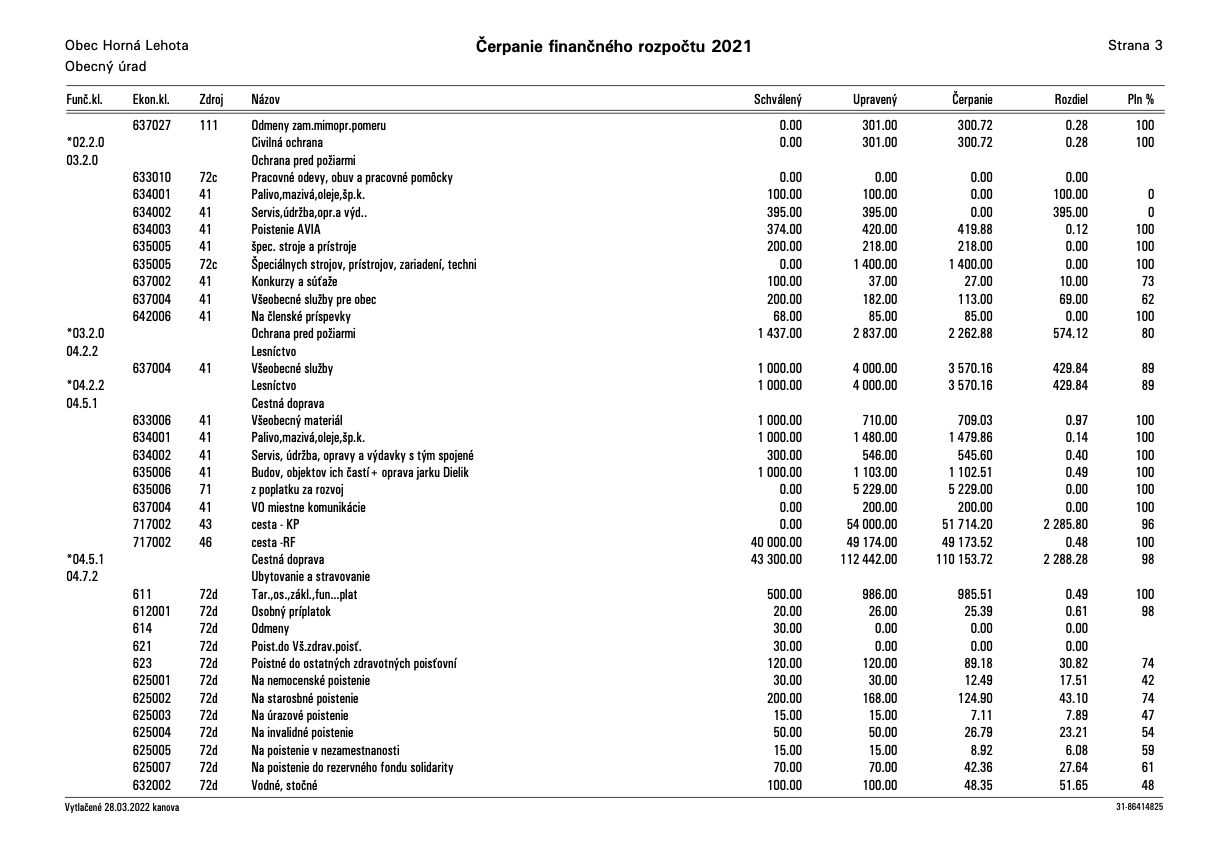 Obec Horná Lehota Čerpanie finančného rozpočtu 2021 Strana 3
Obecný úrad
Funč.kl. Ekon.kl. Zdroj Názov Schválený Upravený Čerpanie Rozdiel Pln %
637027 111 Odmeny zam.mimopr.pomeru 0.00 301.00 300.72 0.28 100
*02.2.0 Civilná ochrana 0.00 301.00 300.72 0.28 100
03.2.0 Ochrana pred požiarmi
633010 72c Pracovné odevy, obuv a pracovné pomôcky 0.00 0.00 0.00 0.00
634001 41 Palivo,mazivá,oleje,šp.k. 100.00 100.00 0.00 100.00 0
634002 41 Servis,údržba,opr.a výd.. 395.00 395.00 0.00 395.00 0
634003 41 Poistenie AVIA 374.00 420.00 419.88 0.12 100
635005 41 špec. stroje a prístroje 200.00 218.00 218.00 0.00 100
635005 72c Špeciálnych strojov, prístrojov, zariadení, techni 0.00 1 400.00 1 400.00 0.00 100
637002 41 Konkurzy a súťaže 100.00 37.00 27.00 10.00 73
637004 41 Všeobecné služby pre obec 200.00 182.00 113.00 69.00 62
642006 41 Na členské príspevky 68.00 85.00 85.00 0.00 100
*03.2.0 Ochrana pred požiarmi 1 437.00 2 837.00 2 262.88 574.12 80
04.2.2 Lesníctvo
637004 41 Všeobecné služby 1 000.00 4 000.00 3 570.16 429.84 89
*04.2.2 Lesníctvo 1 000.00 4 000.00 3 570.16 429.84 89
04.5.1 Cestná doprava
633006 41 Všeobecný materiál 1 000.00 710.00 709.03 0.97 100
634001 41 Palivo,mazivá,oleje,šp.k. 1 000.00 1 480.00 1 479.86 0.14 100
634002 41 Servis, údržba, opravy a výdavky s tým spojené 300.00 546.00 545.60 0.40 100
635006 41 Budov, objektov ich častí+ oprava jarku Dielik 1 000.00 1 103.00 1 102.51 0.49 100
635006 71 z poplatku za rozvoj 0.00 5 229.00 5 229.00 0.00 100
637004 41 VO miestne komunikácie 0.00 200.00 200.00 0.00 100
717002 43 cesta - KP 0.00 54 000.00 51 714.20 2 285.80 96
717002 46 cesta -RF 40 000.00 49 174.00 49 173.52 0.48 100
*04.5.1 Cestná doprava 43 300.00 112 442.00 110 153.72 2 288.28 98
04.7.2 Ubytovanie a stravovanie
611 72d Tar.,os.,zákl.,fun...plat 500.00 986.00 985.51 0.49 100
612001 72d Osobný príplatok 20.00 26.00 25.39 0.61 98
614 72d Odmeny 30.00 0.00 0.00 0.00
621 72d Poist.do Vš.zdrav.poisť. 30.00 0.00 0.00 0.00
623 72d Poistné do ostatných zdravotných poisťovní 120.00 120.00 89.18 30.82 74
625001 72d Na nemocenské poistenie 30.00 30.00 12.49 17.51 42
625002 72d Na starosbné poistenie 200.00 168.00 124.90 43.10 74
625003 72d Na úrazové poistenie 15.00 15.00 7.11 7.89 47
625004 72d Na invalidné poistenie 50.00 50.00 26.79 23.21 54
625005 72d Na poistenie v nezamestnanosti 15.00 15.00 8.92 6.08 59
625007 72d Na poistenie do rezervného fondu solidarity 70.00 70.00 42.36 27.64 61
632002 72d Vodné, stočné 100.00 100.00 48.35 51.65 48
Vytlačené 28.03.2022 kanova 31-86414825